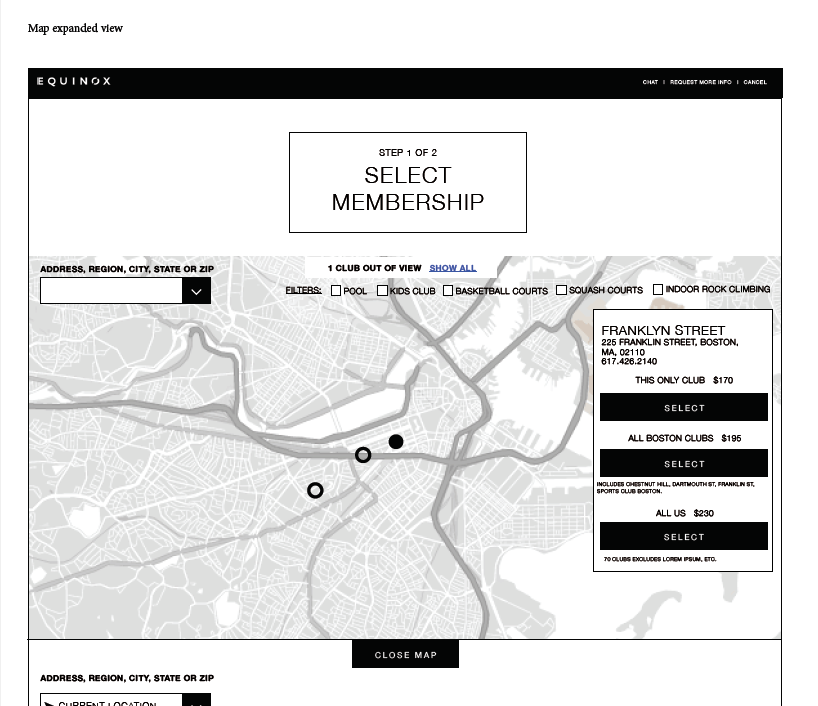 Map expanded view
EQUINOX
CHAT | REQUEST MORE INFO | CANCEL
STEP 1 OF 2
SELECT
MEMBERSHIP
ADDRESS, REGION, CITY, STATE OR ZIP
1 CLUB OUT OF VIEW SHOW ALL
FILTERS: POOL KIDS CLUB BASKETBALL COURTS SQUASH COURTS INDOOR ROCK CLIMBING
FRANKLYN STREET
225 FRANKLIN STREET, BOSTON,
MA, 02110
617.426.2140
THIS ONLY CLUB $170
SELECT
ALL BOSTON CLUBS $195
SELECT
INCLUDES CHESTNUT HILL, DARTMOUTH ST, FRANKLIN ST,
SPORTS CLUB BOSTON.
ALL US $230
SELECT
70 CLUBS EXCLUDES LOREM IPSUM, ETC.
CLOSE MAP
ADDRESS, REGION, CITY, STATE OR ZIP
CURRENT LOCATION